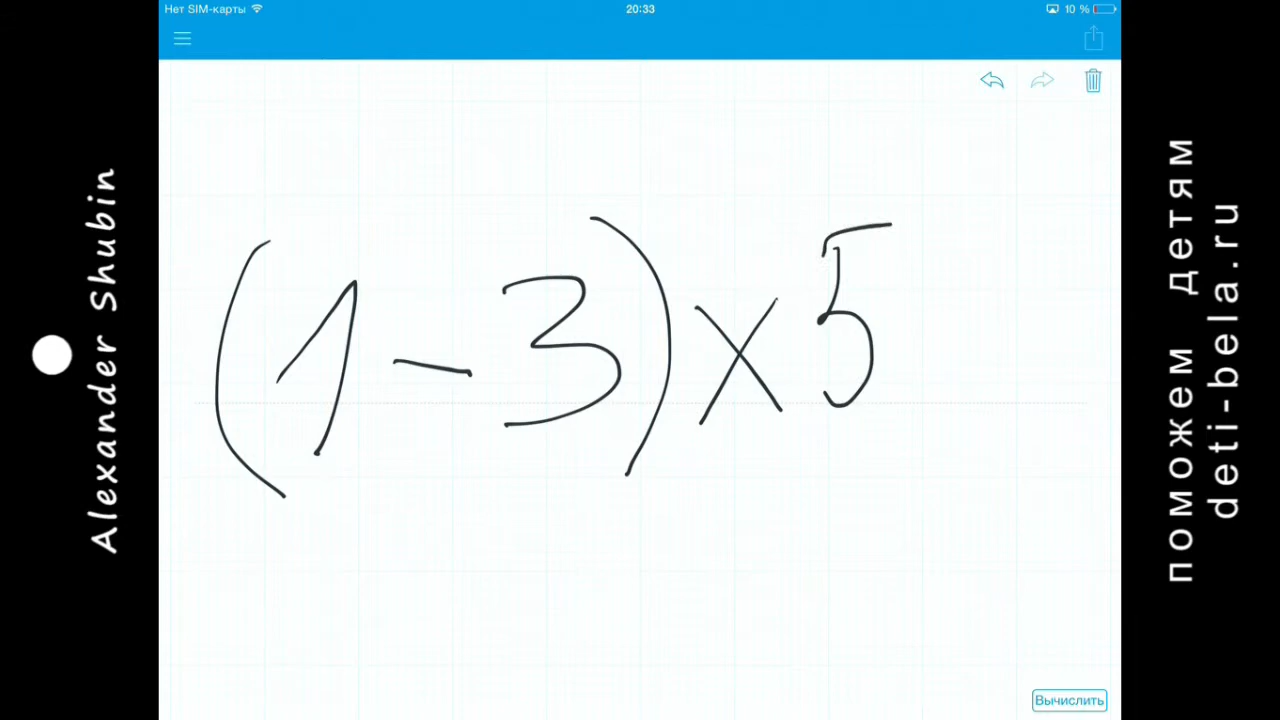 Нет SIM-карты
20:33
10 %
Alexander Shubin
(1-3)×5
поможем детям
deti-bela.ru
Вычислить